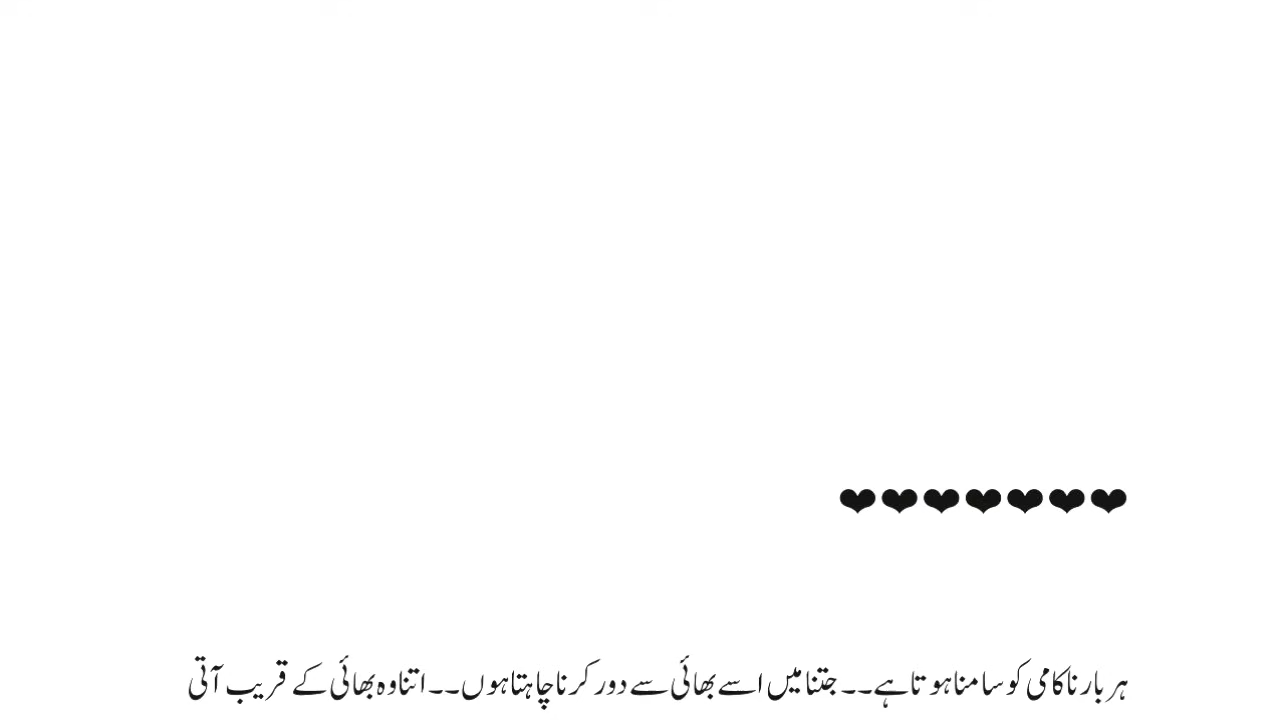 ❤❤❤❤❤❤❤
ہر بار ناکامی کو سامنا ہوتا ہے۔۔ جتنا میں اسے بھائی سے دور کرنا چاہتا ہوں۔۔ اتنا وہ بھائی کے قریب آتی